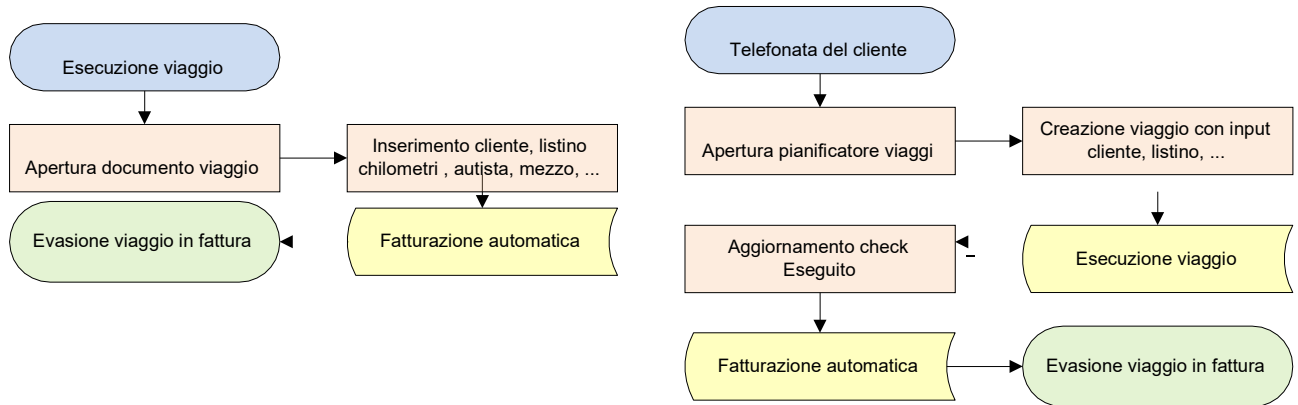 Esecuzione viaggio
Apertura documento viaggio
Inserimento cliente, listino
chilometri , autista, mezzo, ...
Evasione viaggio in fattura
Fatturazione automatica
Telefonata del cliente
Apertura pianificatore viaggi
Creazione viaggio con input
cliente, listino, ...
Aggiornamento check
Eseguito
Esecuzione viaggio
Fatturazione automatica
Evasione viaggio in fattura